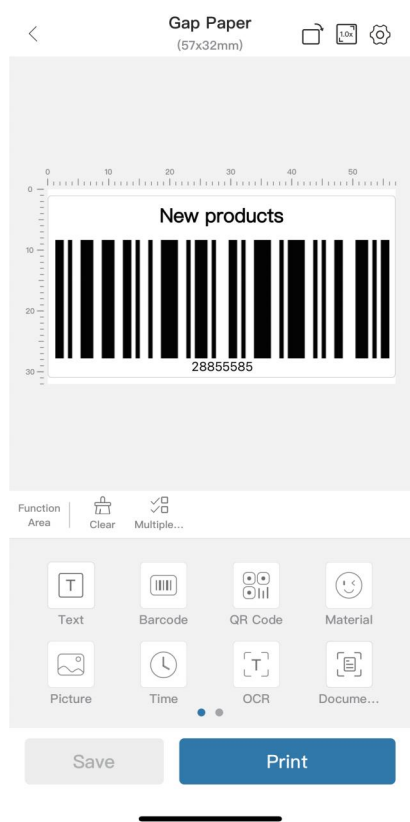 Gap Paper
(57x32mm)
1.0x
0 10 20 30 40 50
0
New products
10
20
28855585
30
Function
Area
Clear
Multiple...
T
Text
Barcode
QR Code
Material
Picture
Time
T
OCR
Docume...
Save
Print